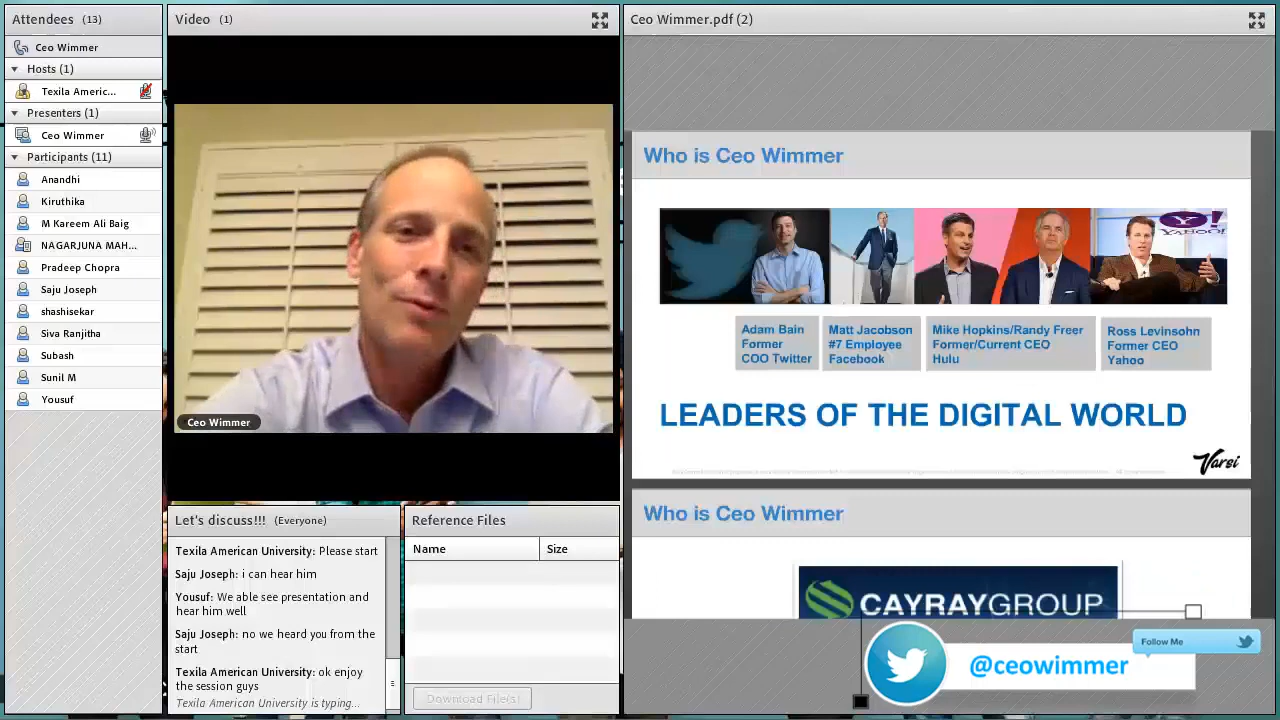 Attendees (13)
Ceo Wimmer
Hosts (1)
Texila Americ...
Presenters (1)
Ceo Wimmer
Participants (11)
Anandhi
Kiruthika
M Kareem Ali Baig
NAGARJUNA MAH...
Pradeep Chopra
Saju Joseph
shashisekar
Siva Ranjitha
Subash
Sunil M
Yousuf
Video (1)
Ceo Wimmer
Let's discuss!!! (Everyone)
Texila American University: Please start
Saju Joseph: i can hear him
Yousuf: We able see presentation and
hear him well
Saju Joseph: no we heard you from the
start
Texila American University: ok enjoy
the session guys
Texila American University is typing...
Reference Files
Name Size
Download File(s)
Ceo Wimmer.pdf (2)
Who is Ceo Wimmer
Y!
YAHOO!
Adam Bain
Former
COO Twitter
Matt Jacobson
#7 Employee
Facebook
Mike Hopkins/Randy Freer
Former/Current CEO
Hulu
Ross Levinsohn
Former CEO
Yahoo
LEADERS OF THE DIGITAL WORLD
Varsi
Who is Ceo Wimmer
CAYRAYGROUP
Follow Me
@ceowimmer